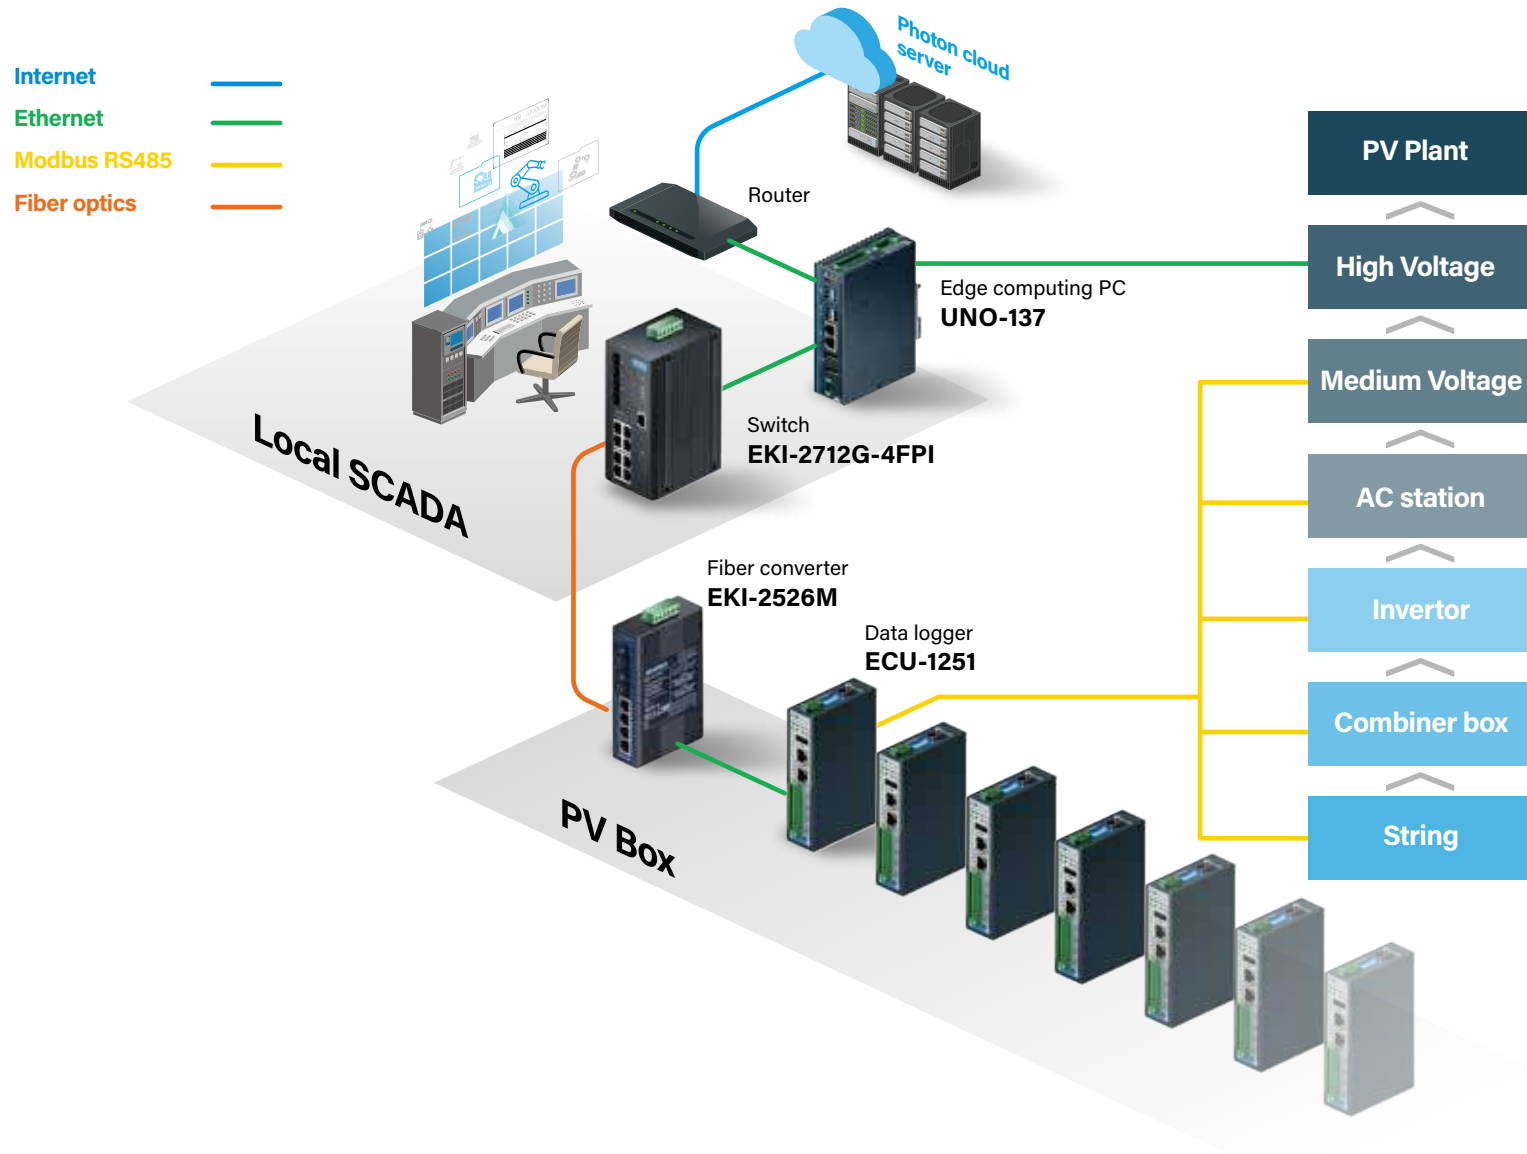 Photon cloud
server
Internet
Ethernet
Modbus RS485
Fiber optics
Router
Edge computing PC
UNO-137
Switch
EKI-2712G-4FPI
Local SCADA
Fiber converter
EKI-2526M
Data logger
ECU-1251
PV Box
PV Plant
High Voltage
Medium Voltage
AC station
Invertor
Combiner box
String